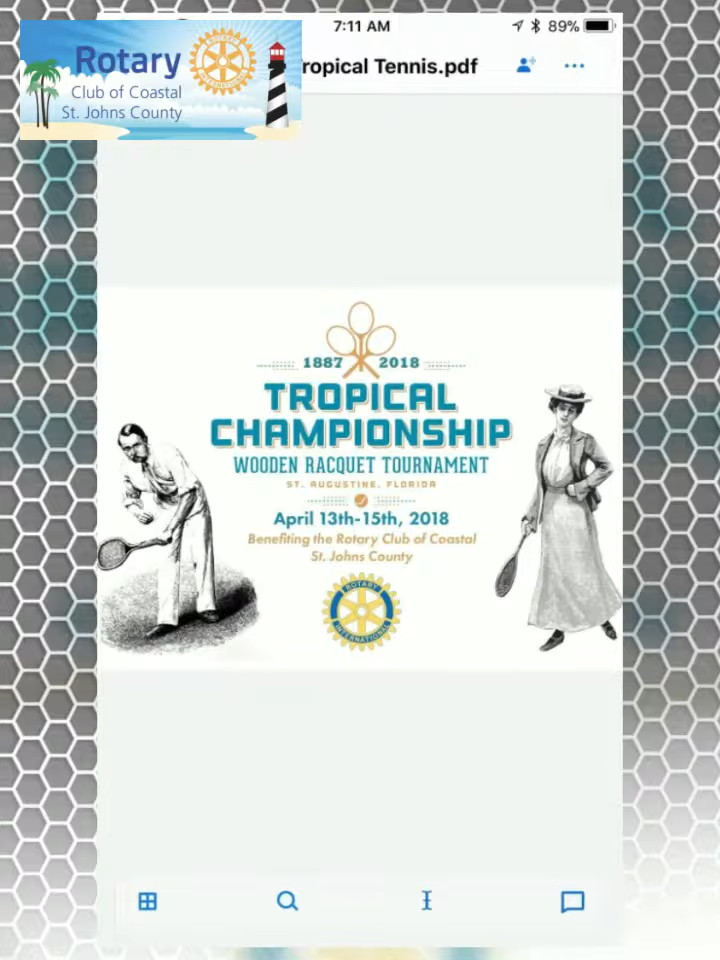 7:11 AM
89%
Rotary
Club of Coastal
St. Johns County
ropical Tennis.pdf
1887 2018
TROPICAL
CHAMPIONSHIP
WOODEN RACQUET TOURNAMENT
ST. AUGUSTINE, FLORIDA
April 13th-15th, 2018
Benefiting the Rotary Club of Coastal
St. Johns County
ROTARY
INTERNATIONAL